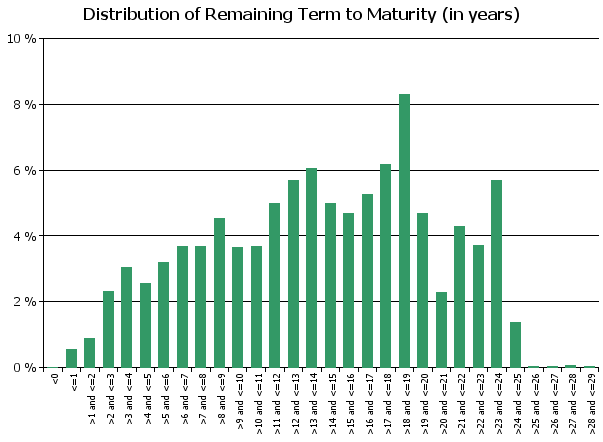 Distribution of Remaining Term to Maturity (in years)
10 %
8 %
6 %
4 %
2 %
0 %
<0
<=1
>1 and <=2
>2 and <=3
>3 and <=4
>4 and <=5
>5 and <=6
>6 and <=7
>7 and <=8
>8 and <=9
>9 and <=10
>10 and <=11
>11 and <=12
>12 and <=13
>13 and <=14
>14 and <=15
>15 and <=16
>16 and <=17
>17 and <=18
>18 and <=19
>19 and <=20
>20 and <=21
>21 and <=22
>22 and <=23
>23 and <=24
>24 and <=25
>25 and <=26
>26 and <=27
>27 and <=28
>28 and <=29